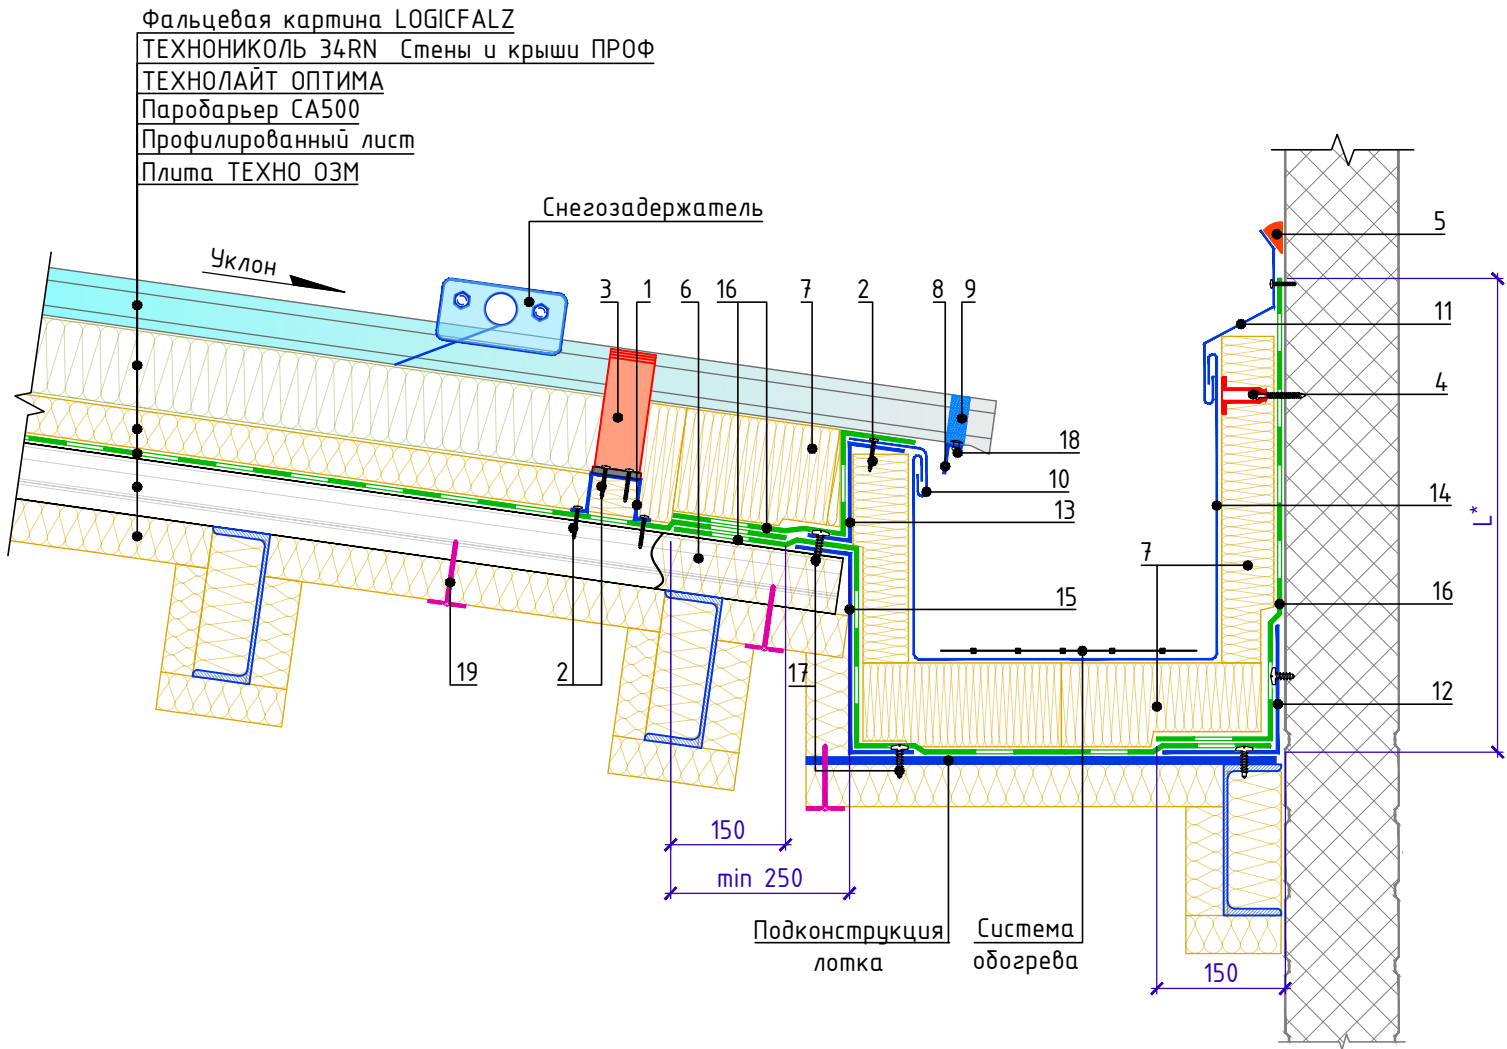 Фальцевая картина LOGICFALZ
ТЕХНОНИКОЛЬ 34RN Стены и крыши ПРОФ
ТЕХНОЛАЙТ ОПТИМА
Паробарьер СА500
Профилированный лист
Плита ТЕХНО ОЗМ
Снегозадержатель
Уклон
3
1
6
16
7
2
8
9
5
11
4
18
10
14
L*
13
7
15
16
19
2
17
12
150
min 250
Подконструкция
лотка
Система
обогрева
150